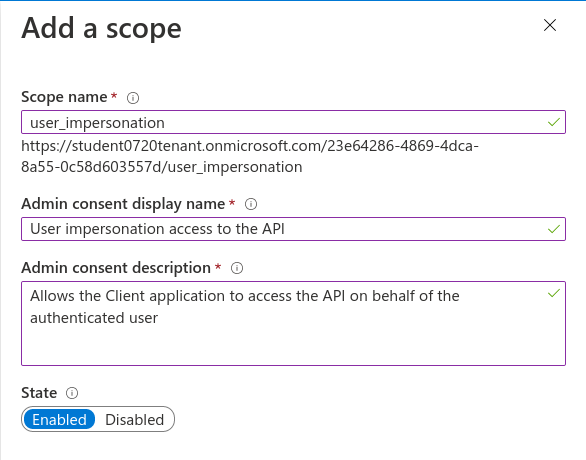 Add a scope
Scope name *
user_impersonation
https://student0720tenant.onmicrosoft.com/23e64286-4869-4dca-
8a55-0c58d603557d/user_impersonation
Admin consent display name *
User impersonation access to the API
Admin consent description *
Allows the Client application to access the API on behalf of the
authenticated user
State
Enabled Disabled